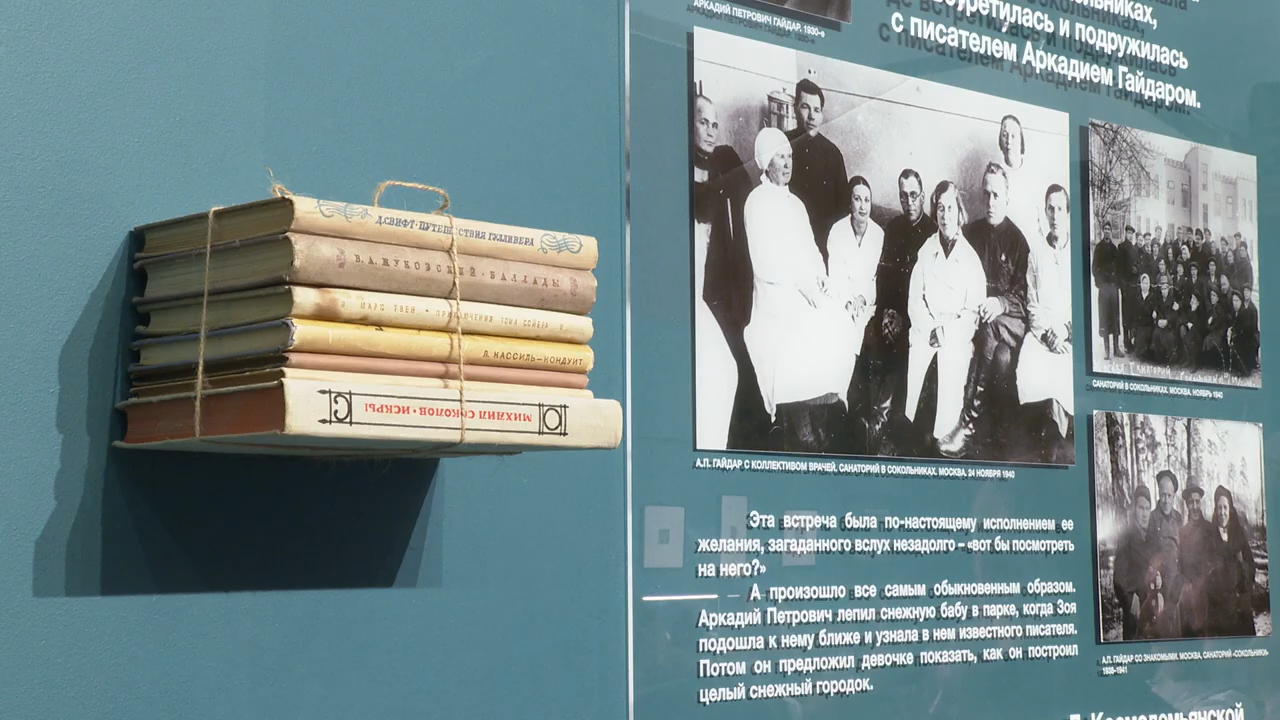 Д. СВИФТ · ПУТЕШЕСТВИЯ ГУЛЛИВЕРА
В. А. ЖУКОВСКИЙ · БАЛЛАДЫ
МАРК ТВЕН • ПРИКЛЮЧЕНИЯ ТОМА СОЙЕРА
Л. КАССИЛЬ—КОНДУИТ
МИХАИЛ СОКОЛОВ • ИСКРЫ
АРКАДИЙ ПЕТРОВИЧ ГАЙДАР. 1930-е
встретилась и подружилась
с писателем Аркадием Гайдаром.
А.П. ГАЙДАР С КОЛЛЕКТИВОМ ВРАЧЕЙ. САНАТОРИЙ В СОКОЛЬНИКАХ. МОСКВА. 24 НОЯБРЯ 1940
САНАТОРИЙ В СОКОЛЬНИКАХ. МОСКВА, НОЯБРЬ 1940
Эта встреча была по-настоящему исполнением ее
желания, загаданного вслух незадолго – «вот бы посмотреть
на него?»
А произошло все самым обыкновенным образом.
Аркадий Петрович лепил снежную бабу в парке, когда Зоя
подошла к нему ближе и узнала в нем известного писателя.
Потом он предложил девочке показать, как он построил
целый снежный городок.
А.П. ГАЙДАР СО ЗНАКОМЫМИ. МОСКВА, САНАТОРИЙ «СОКОЛЬНИКИ»
1939-1941
Космодемьянской